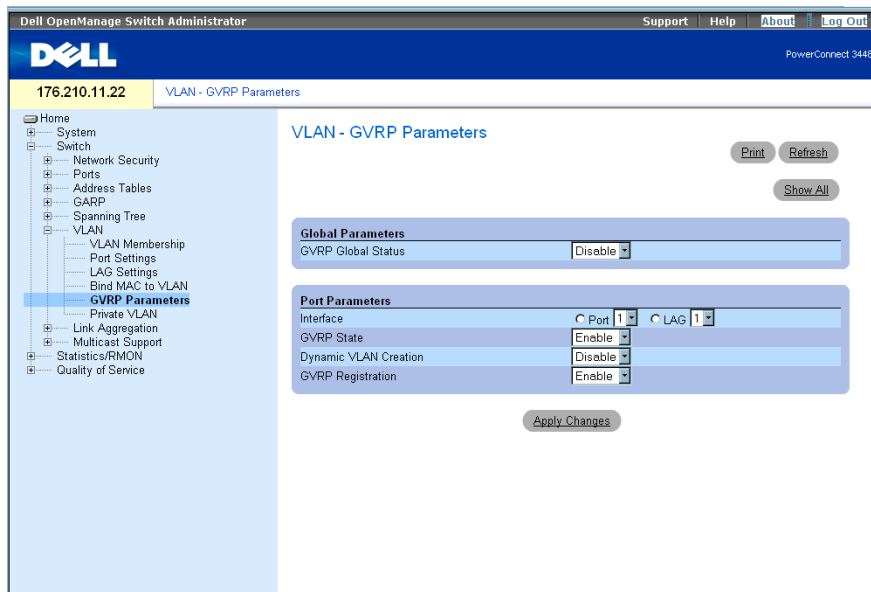 Dell OpenManage Switch Administrator
Support Help About Log Out
DELL
PowerConnect 3448
176.210.11.22
VLAN - GVRP Parameters
Home
System
Switch
Network Security
Ports
Address Tables
GARP
Spanning Tree
VLAN
VLAN Membership
Port Settings
LAG Settings
Bind MAC to VLAN
GVRP Parameters
Private VLAN
Link Aggregation
Multicast Support
Statistics/RMON
Quality of Service
VLAN - GVRP Parameters
Print Refresh
Show All
Global Parameters
GVRP Global Status Disable
Port Parameters
Interface Port 1 LAG 1
GVRP State Enable
Dynamic VLAN Creation Disable
GVRP Registration Enable
Apply Changes